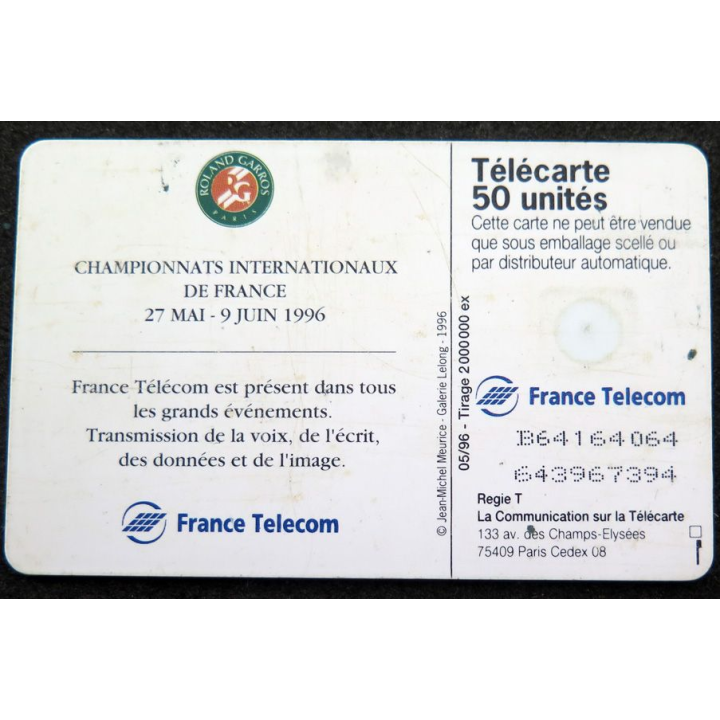 ROLAND GARROS
RG
PARIS
CHAMPIONNATS INTERNATIONAUX
DE FRANCE
27 MAI - 9 JUIN 1996
France Télécom est présent dans tous
les grands événements.
Transmission de la voix, de l'écrit,
des données et de l'image.
France Telecom
© Jean-Michel Meurice - Galerie Lelong - 1996
05/96 - Tirage 2 000 000 ex
Télécarte
50 unités
Cette carte ne peut être vendue
que sous emballage scellé ou
par distributeur automatique.
France Telecom
B64164064
643967394
Regie T
La Communication sur la Télécarte
133 av. des Champs-Elysées
75409 Paris Cedex 08